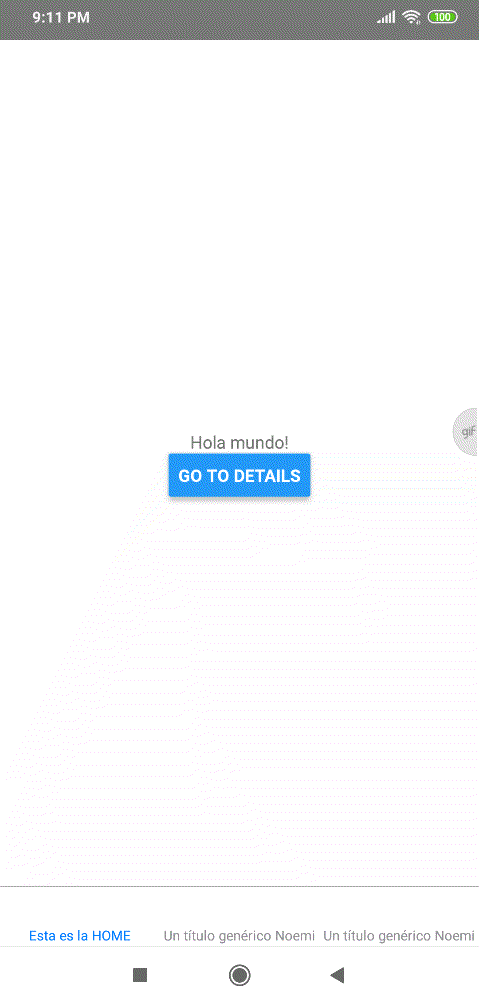 9:11 PM
100
Hola mundo!
gif
GO TO DETAILS
Esta es la HOME
Un título genérico Noemi
Un título genérico Noemi